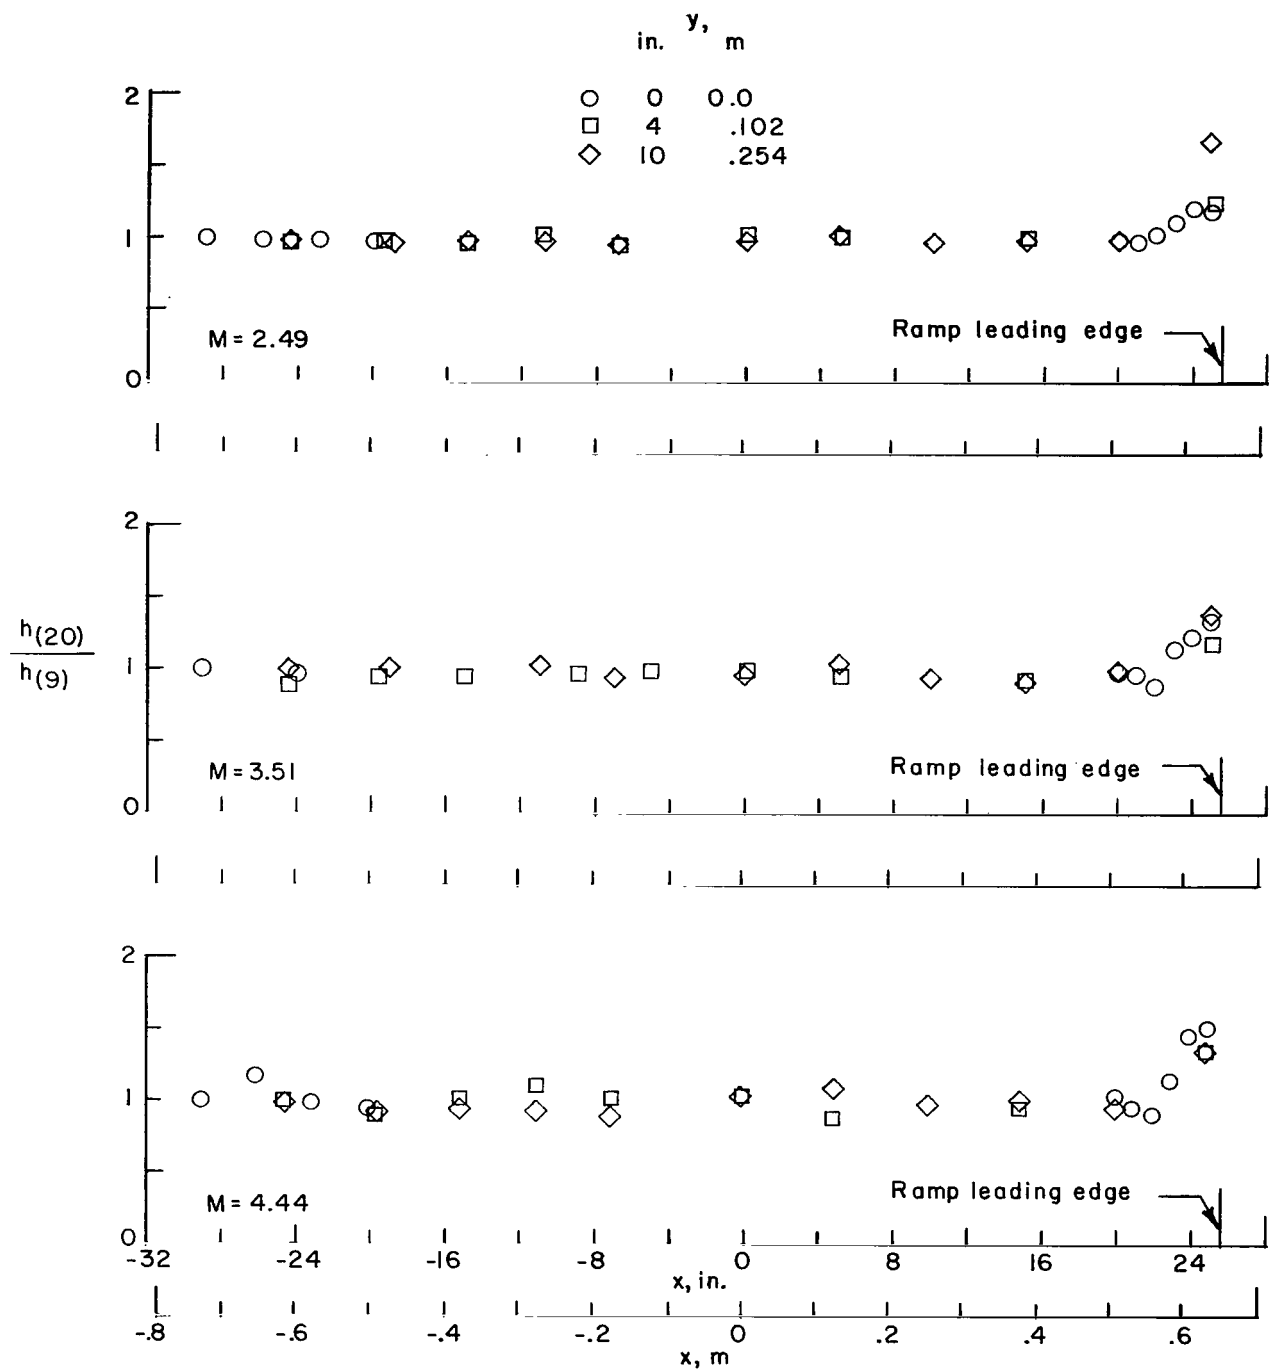 y,
in. m
0 0.0
4 .102
10 .254
2
1
M = 2.49
Ramp leading edge
0
2
h(20)
1
h(9)
M = 3.51
Ramp leading edge
0
2
1
M = 4.44
Ramp leading edge
0
-32 -24 -16 -8 0 8 16 24
x, in.
-.8 -.6 -.4 -.2 0 .2 .4 .6
x, m